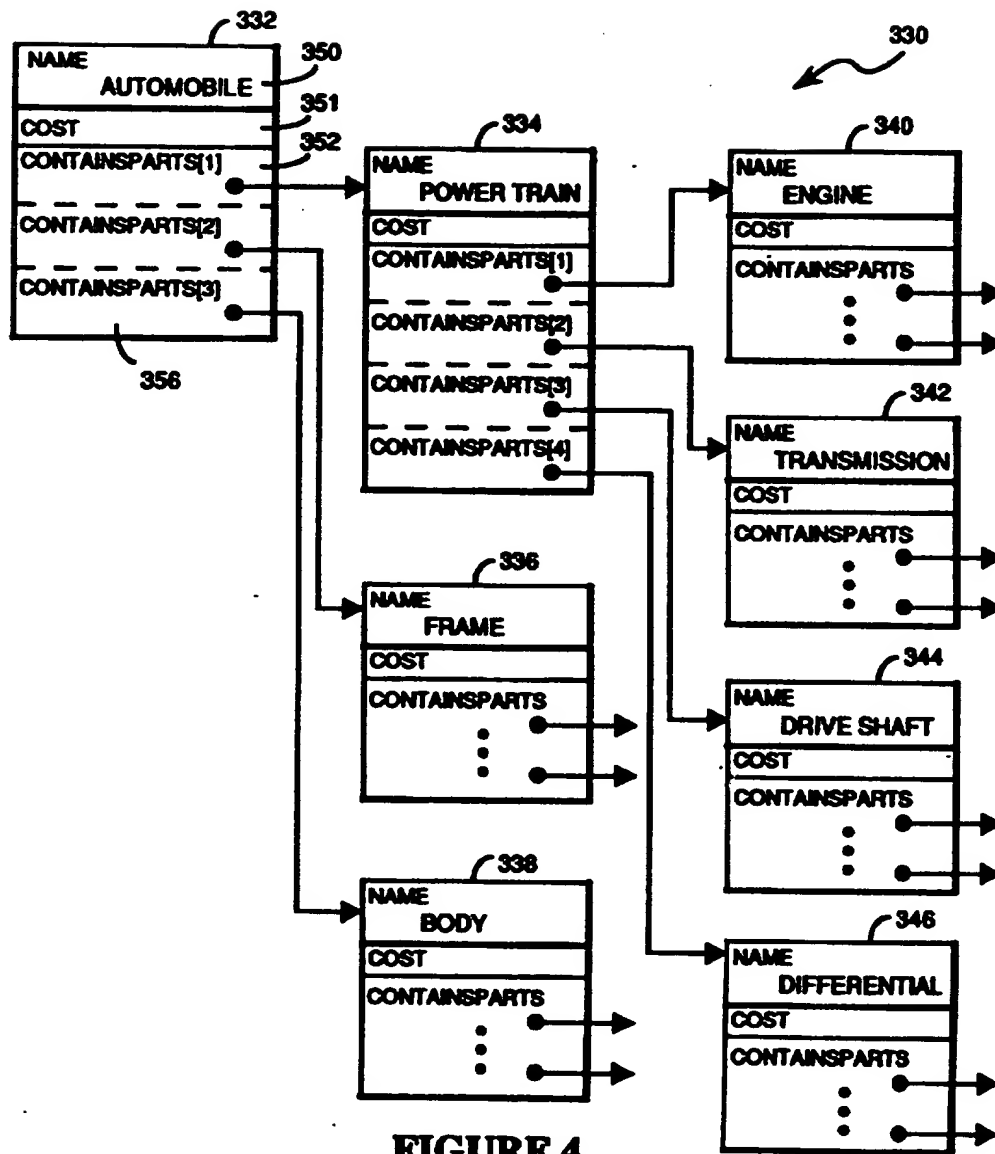 332
NAME
AUTOMOBILE
350
COST
351
CONTAINSPARTS[1]
352
CONTAINSPARTS[2]
CONTAINSPARTS[3]
356
334
NAME
POWER TRAIN
COST
CONTAINSPARTS[1]
CONTAINSPARTS[2]
CONTAINSPARTS[3]
CONTAINSPARTS[4]
336
NAME
FRAME
COST
CONTAINSPARTS
338
NAME
BODY
COST
CONTAINSPARTS
330
340
NAME
ENGINE
COST
CONTAINSPARTS
342
NAME
TRANSMISSION
COST
CONTAINSPARTS
344
NAME
DRIVE SHAFT
COST
CONTAINSPARTS
346
NAME
DIFFERENTIAL
COST
CONTAINSPARTS
FIGURE 4